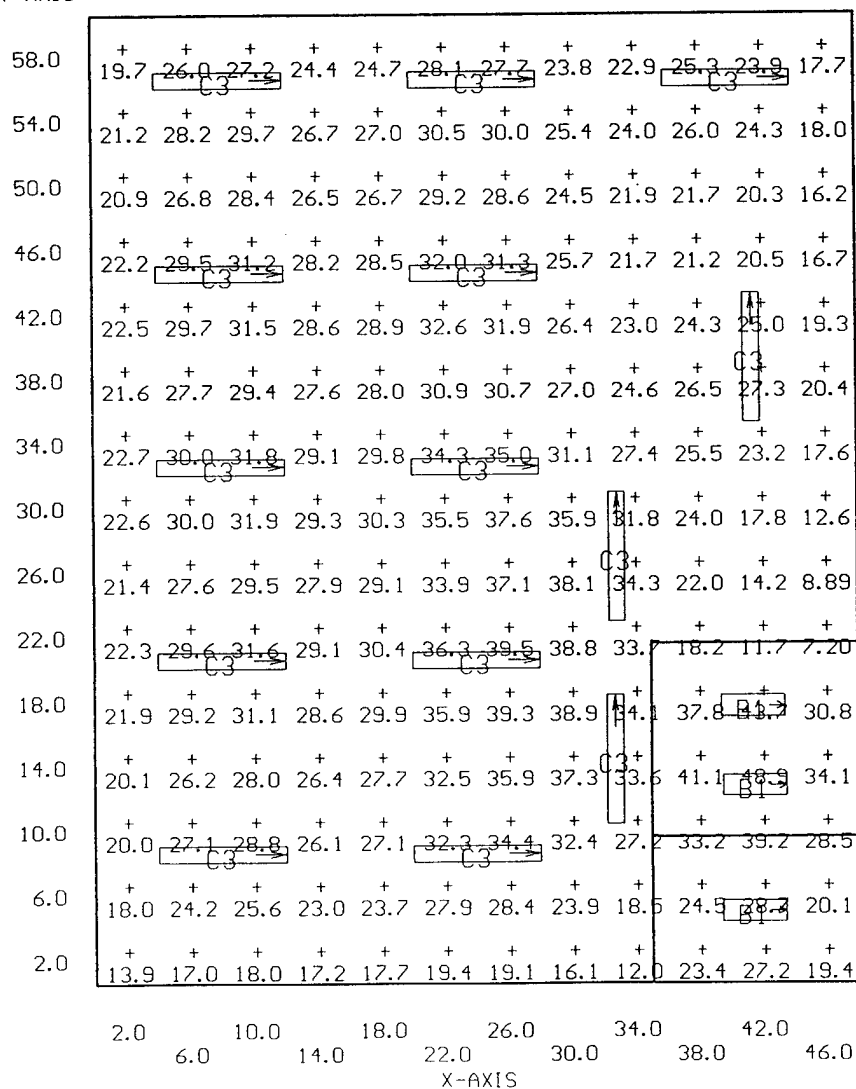 58.0 + + + + + + + + + + + +
19.7 26.0 27.2 24.4 24.7 28.1 27.7 23.8 22.9 25.3 23.9 17.7
C3 C3 C3
54.0 + + + + + + + + + + + +
21.2 28.2 29.7 26.7 27.0 30.5 30.0 25.4 24.0 26.0 24.3 18.0
50.0 + + + + + + + + + + + +
20.9 26.8 28.4 26.5 26.7 29.2 28.6 24.5 21.9 21.7 20.3 16.2
46.0 + + + + + + + + + + + +
22.2 29.5 31.2 28.2 28.5 32.0 31.3 25.7 21.7 21.2 20.5 16.7
C3 C3
42.0 + + + + + + + + + + + +
22.5 29.7 31.5 28.6 28.9 32.6 31.9 26.4 23.0 24.3 25.0 19.3
C3
38.0 + + + + + + + + + + + +
21.6 27.7 29.4 27.6 28.0 30.9 30.7 27.0 24.6 26.5 27.3 20.4
34.0 + + + + + + + + + + + +
22.7 30.0 31.8 29.1 29.8 34.3 35.0 31.1 27.4 25.5 23.2 17.6
C3 C3
30.0 + + + + + + + + + + + +
22.6 30.0 31.9 29.3 30.3 35.5 37.6 35.9 31.8 24.0 17.8 12.6
C3
26.0 + + + + + + + + + + + +
21.4 27.6 29.5 27.9 29.1 33.9 37.1 38.1 34.3 22.0 14.2 8.89
22.0 + + + + + + + + + + + +
22.3 29.6 31.6 29.1 30.4 36.3 39.5 38.8 33.7 18.2 11.7 7.20
C3 C3
18.0 + + + + + + + + + + + +
21.9 29.2 31.1 28.6 29.9 35.9 39.3 38.9 34.1 37.8 43.7 30.8
B1
14.0 + + + + + + + + + + + +
20.1 26.2 28.0 26.4 27.7 32.5 35.9 37.3 33.6 41.1 48.9 34.1
C3 B1
10.0 + + + + + + + + + + + +
20.0 27.1 28.8 26.1 27.1 32.3 34.4 32.4 27.2 33.2 39.2 28.5
C3 C3
6.0 + + + + + + + + + + + +
18.0 24.2 25.6 23.0 23.7 27.9 28.4 23.9 18.5 24.5 20.1
B1
2.0 + + + + + + + + + + + +
13.9 17.0 18.0 17.2 17.7 19.4 19.1 16.1 12.0 23.4 27.2 19.4
2.0 10.0 18.0 26.0 34.0 42.0
6.0 14.0 22.0 30.0 38.0 46.0
X-AXIS